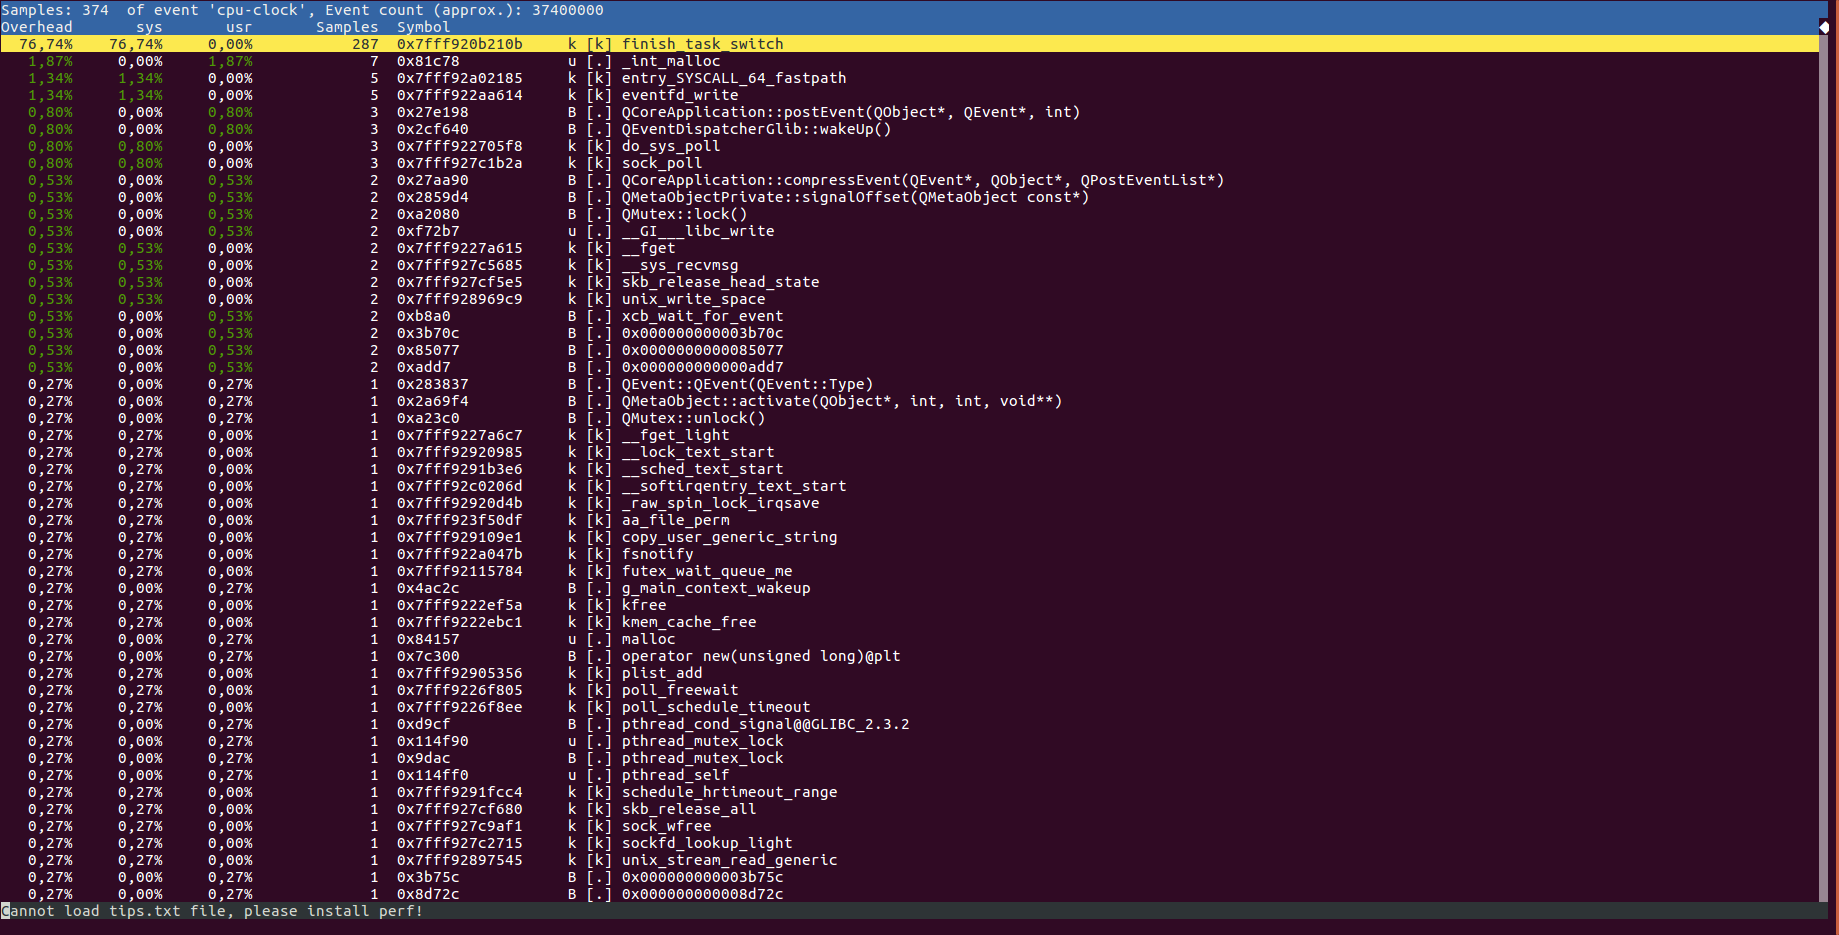 Samples: 374  of event 'cpu-clock', Event count (approx.): 37400000
Overhead       sys       usr       Samples  Symbol
76,74%    76,74%     0,00%           287  0x7fff920b210b     k [k] finish_task_switch
1,87%     0,00%     1,87%             7  0x81c78            u [.] _int_malloc
1,34%     1,34%     0,00%             5  0x7fff92a02185     k [k] entry_SYSCALL_64_fastpath
1,34%     1,34%     0,00%             5  0x7fff922aa614     k [k] eventfd_write
0,80%     0,00%     0,80%             3  0x27e198           B [.] QCoreApplication::postEvent(QObject*, QEvent*, int)
0,80%     0,00%     0,80%             3  0x2cf640           B [.] QEventDispatcherGlib::wakeUp()
0,80%     0,80%     0,00%             3  0x7fff922705f8     k [k] do_sys_poll
0,80%     0,80%     0,00%             3  0x7fff927c1b2a     k [k] sock_poll
0,53%     0,00%     0,53%             2  0x27aa90           B [.] QCoreApplication::compressEvent(QEvent*, QObject*, QPostEventList*)
0,53%     0,00%     0,53%             2  0x2859d4           B [.] QMetaObjectPrivate::signalOffset(QMetaObject const*)
0,53%     0,00%     0,53%             2  0xa2080            B [.] QMutex::lock()
0,53%     0,00%     0,53%             2  0xf72b7            u [.] __GI___libc_write
0,53%     0,53%     0,00%             2  0x7fff9227a615     k [k] __fget
0,53%     0,53%     0,00%             2  0x7fff927c5685     k [k] __sys_recvmsg
0,53%     0,53%     0,00%             2  0x7fff927cf5e5     k [k] skb_release_head_state
0,53%     0,53%     0,00%             2  0x7fff928969c9     k [k] unix_write_space
0,53%     0,00%     0,53%             2  0xb8a0             B [.] xcb_wait_for_event
0,53%     0,00%     0,53%             2  0x3b70c            B [.] 0x000000000003b70c
0,53%     0,00%     0,53%             2  0x85077            B [.] 0x0000000000085077
0,53%     0,00%     0,53%             2  0xadd7             B [.] 0x000000000000add7
0,27%     0,00%     0,27%             1  0x283837           B [.] QEvent::QEvent(QEvent::Type)
0,27%     0,00%     0,27%             1  0x2a69f4           B [.] QMetaObject::activate(QObject*, int, int, void**)
0,27%     0,00%     0,27%             1  0xa23c0            B [.] QMutex::unlock()
0,27%     0,27%     0,00%             1  0x7fff9227a6c7     k [k] __fget_light
0,27%     0,27%     0,00%             1  0x7fff92920985     k [k] __lock_text_start
0,27%     0,27%     0,00%             1  0x7fff9291b3e6     k [k] __sched_text_start
0,27%     0,27%     0,00%             1  0x7fff92c0206d     k [k] __softirqentry_text_start
0,27%     0,27%     0,00%             1  0x7fff92920d4b     k [k] _raw_spin_lock_irqsave
0,27%     0,27%     0,00%             1  0x7fff923f50df     k [k] aa_file_perm
0,27%     0,27%     0,00%             1  0x7fff929109e1     k [k] copy_user_generic_string
0,27%     0,27%     0,00%             1  0x7fff922a047b     k [k] fsnotify
0,27%     0,27%     0,00%             1  0x7fff92115784     k [k] futex_wait_queue_me
0,27%     0,00%     0,27%             1  0x4ac2c            B [.] g_main_context_wakeup
0,27%     0,27%     0,00%             1  0x7fff9222ef5a     k [k] kfree
0,27%     0,27%     0,00%             1  0x7fff9222ebc1     k [k] kmem_cache_free
0,27%     0,00%     0,27%             1  0x84157            u [.] malloc
0,27%     0,00%     0,27%             1  0x7c300            B [.] operator new(unsigned long)@plt
0,27%     0,27%     0,00%             1  0x7fff92905356     k [k] plist_add
0,27%     0,27%     0,00%             1  0x7fff9226f805     k [k] poll_freewait
0,27%     0,27%     0,00%             1  0x7fff9226f8ee     k [k] poll_schedule_timeout
0,27%     0,00%     0,27%             1  0xd9cf             B [.] pthread_cond_signal@@GLIBC_2.3.2
0,27%     0,00%     0,27%             1  0x114f90           u [.] pthread_mutex_lock
0,27%     0,00%     0,27%             1  0x9dac             B [.] pthread_mutex_lock
0,27%     0,00%     0,27%             1  0x114ff0           u [.] pthread_self
0,27%     0,27%     0,00%             1  0x7fff9291fcc4     k [k] schedule_hrtimeout_range
0,27%     0,27%     0,00%             1  0x7fff927cf680     k [k] skb_release_all
0,27%     0,27%     0,00%             1  0x7fff927c9af1     k [k] sock_wfree
0,27%     0,27%     0,00%             1  0x7fff927c2715     k [k] sockfd_lookup_light
0,27%     0,27%     0,00%             1  0x7fff92897545     k [k] unix_stream_read_generic
0,27%     0,00%     0,27%             1  0x3b75c            B [.] 0x000000000003b75c
0,27%     0,00%     0,27%             1  0x8d72c            B [.] 0x000000000008d72c
Cannot load tips.txt file, please install perf!